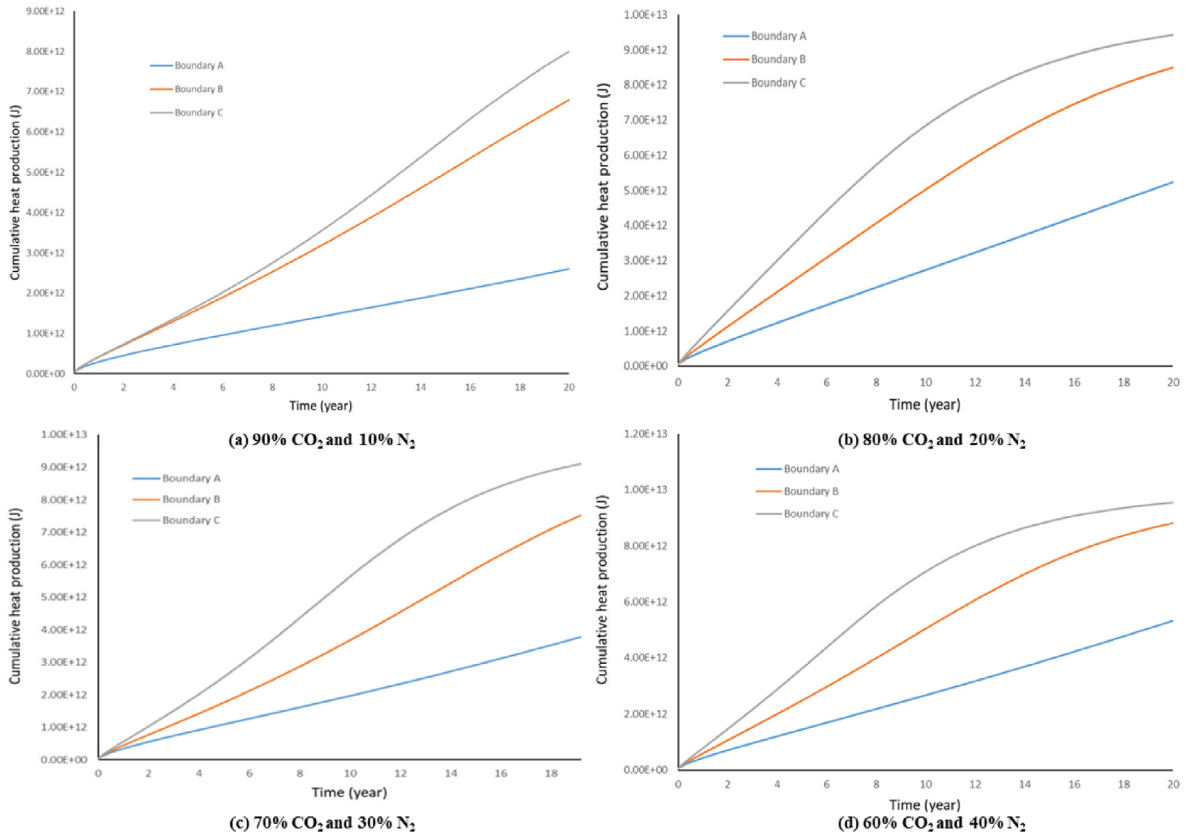 9.00E+12
8.00E+12
7.00E+12
6.00E+12
5.00E+12
4.00E+12
3.00E+12
2.00E+12
1.00E+12
0.00E+00
Cumulative heat production (J)
Boundary A
Boundary B
Boundary C
0 2 4 6 8 10 12 14 16 18 20
Time (year)
(a) 90% CO₂ and 10% N₂
1.00E+13
9.00E+12
8.00E+12
7.00E+12
6.00E+12
5.00E+12
4.00E+12
3.00E+12
2.00E+12
1.00E+12
0.00E+00
Cumulative heat production (J)
Boundary A
Boundary B
Boundary C
0 2 4 6 8 10 12 14 16 18 20
Time (year)
(b) 80% CO₂ and 20% N₂
1.00E+13
9.00E+12
8.00E+12
7.00E+12
6.00E+12
5.00E+12
4.00E+12
3.00E+12
2.00E+12
1.00E+12
0.00E+00
Cumulative heat production (J)
Boundary A
Boundary B
Boundary C
0 2 4 6 8 10 12 14 16 18
Time (year)
(c) 70% CO₂ and 30% N₂
1.20E+13
1.00E+13
8.00E+12
6.00E+12
4.00E+12
2.00E+12
0.00E+00
Cumulative heat production (J)
Boundary A
Boundary B
Boundary C
0 2 4 6 8 10 12 14 16 18 20
Time (year)
(d) 60% CO₂ and 40% N₂